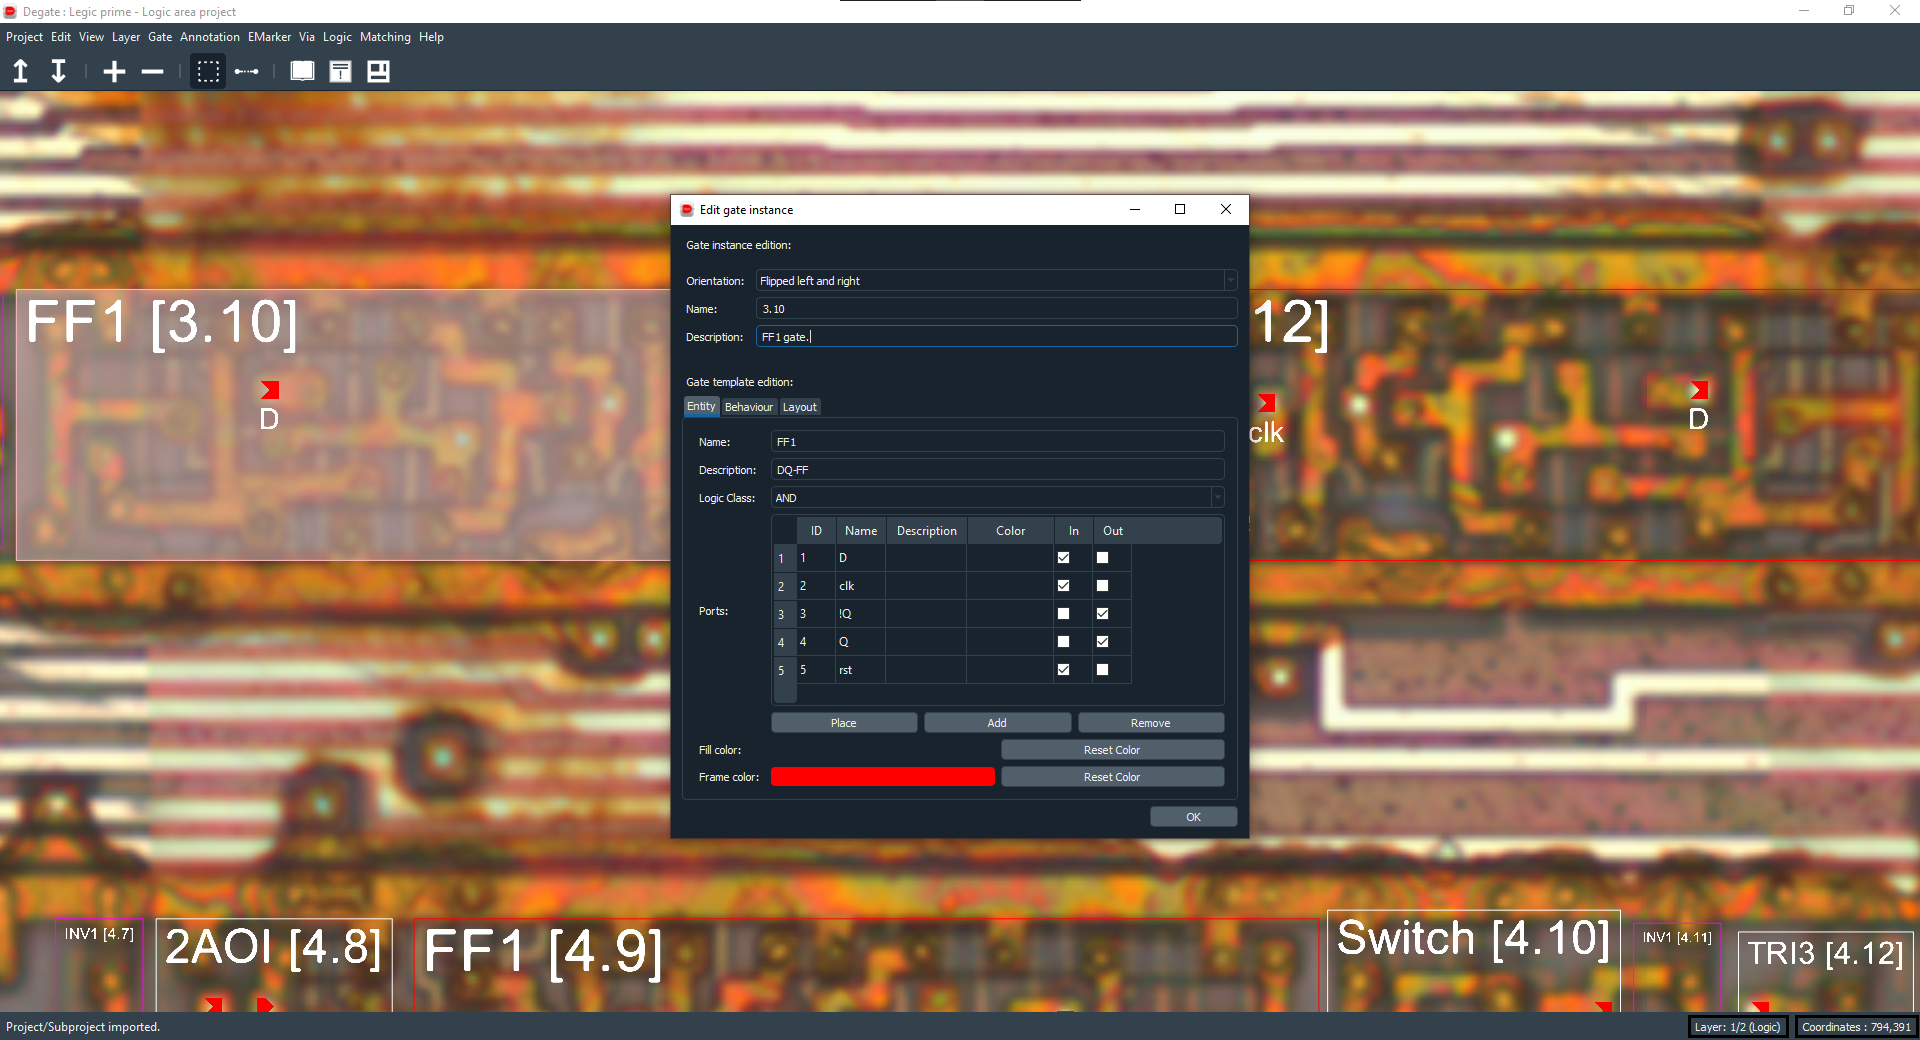 Degate : Legic prime - Logic area project
Project Edit View Layer Gate Annotation EMarker Via Logic Matching Help
Edit gate instance
Gate instance edition:
Orientation: Flipped left and right
Name: 3.10
Description: FF1 gate.
Gate template edition:
Entity Behaviour Layout
Name: FF1
Description: DQ-FF
Logic Class: AND
ID Name Description Color In Out
1 1 D
2 2 clk
Ports:
3 3 !Q
4 4 Q
5 5 rst
Place Add Remove
Fill color: Reset Color
Frame color: Reset Color
OK
FF1 [3.10]
D
12]
clk
D
INV1 [4.7]
2AOI [4.8]
FF1 [4.9]
Switch [4.10]
INV1 [4.11]
TRI3 [4.12]
Project/Subproject imported.
Layer: 1/2 (Logic)
Coordinates : 794,391